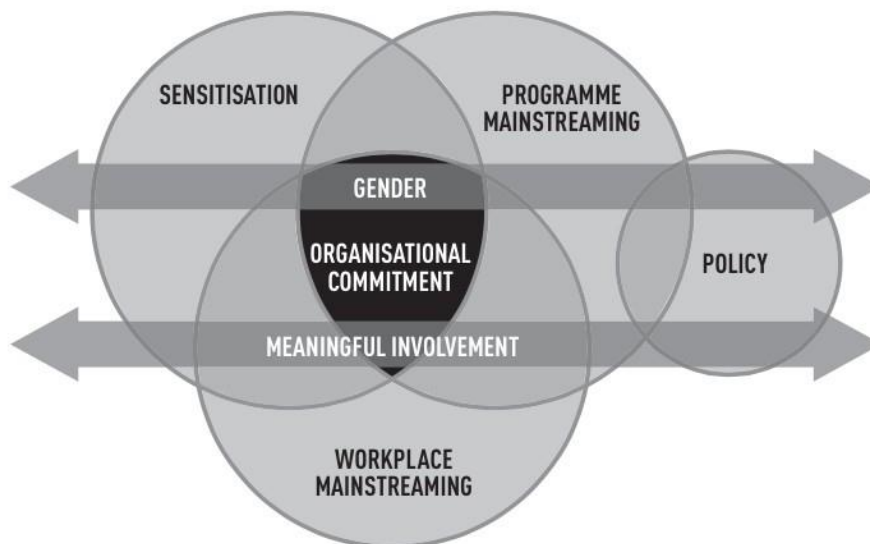 SENSITISATION
PROGRAMME
MAINSTREAMING
GENDER
ORGANISATIONAL
COMMITMENT
POLICY
MEANINGFUL INVOLVEMENT
WORKPLACE
MAINSTREAMING